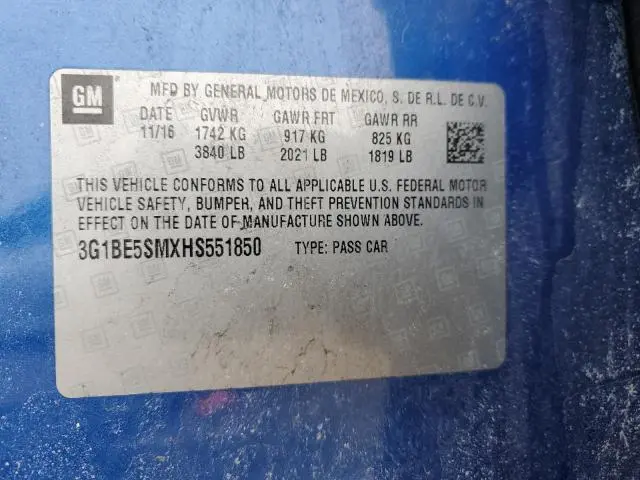 GM
MFD BY GENERAL MOTORS DE MEXICO, S. DE R.L. DE C.V.
DATE GVWR GAWR FRT GAWR RR
11/16 1742 KG 917 KG 825 KG
3840 LB 2021 LB 1819 LB
THIS VEHICLE CONFORMS TO ALL APPLICABLE U.S. FEDERAL MOTOR
VEHICLE SAFETY, BUMPER, AND THEFT PREVENTION STANDARDS IN
EFFECT ON THE DATE OF MANUFACTURE SHOWN ABOVE.
3G1BE5SMXHS551850 TYPE: PASS CAR